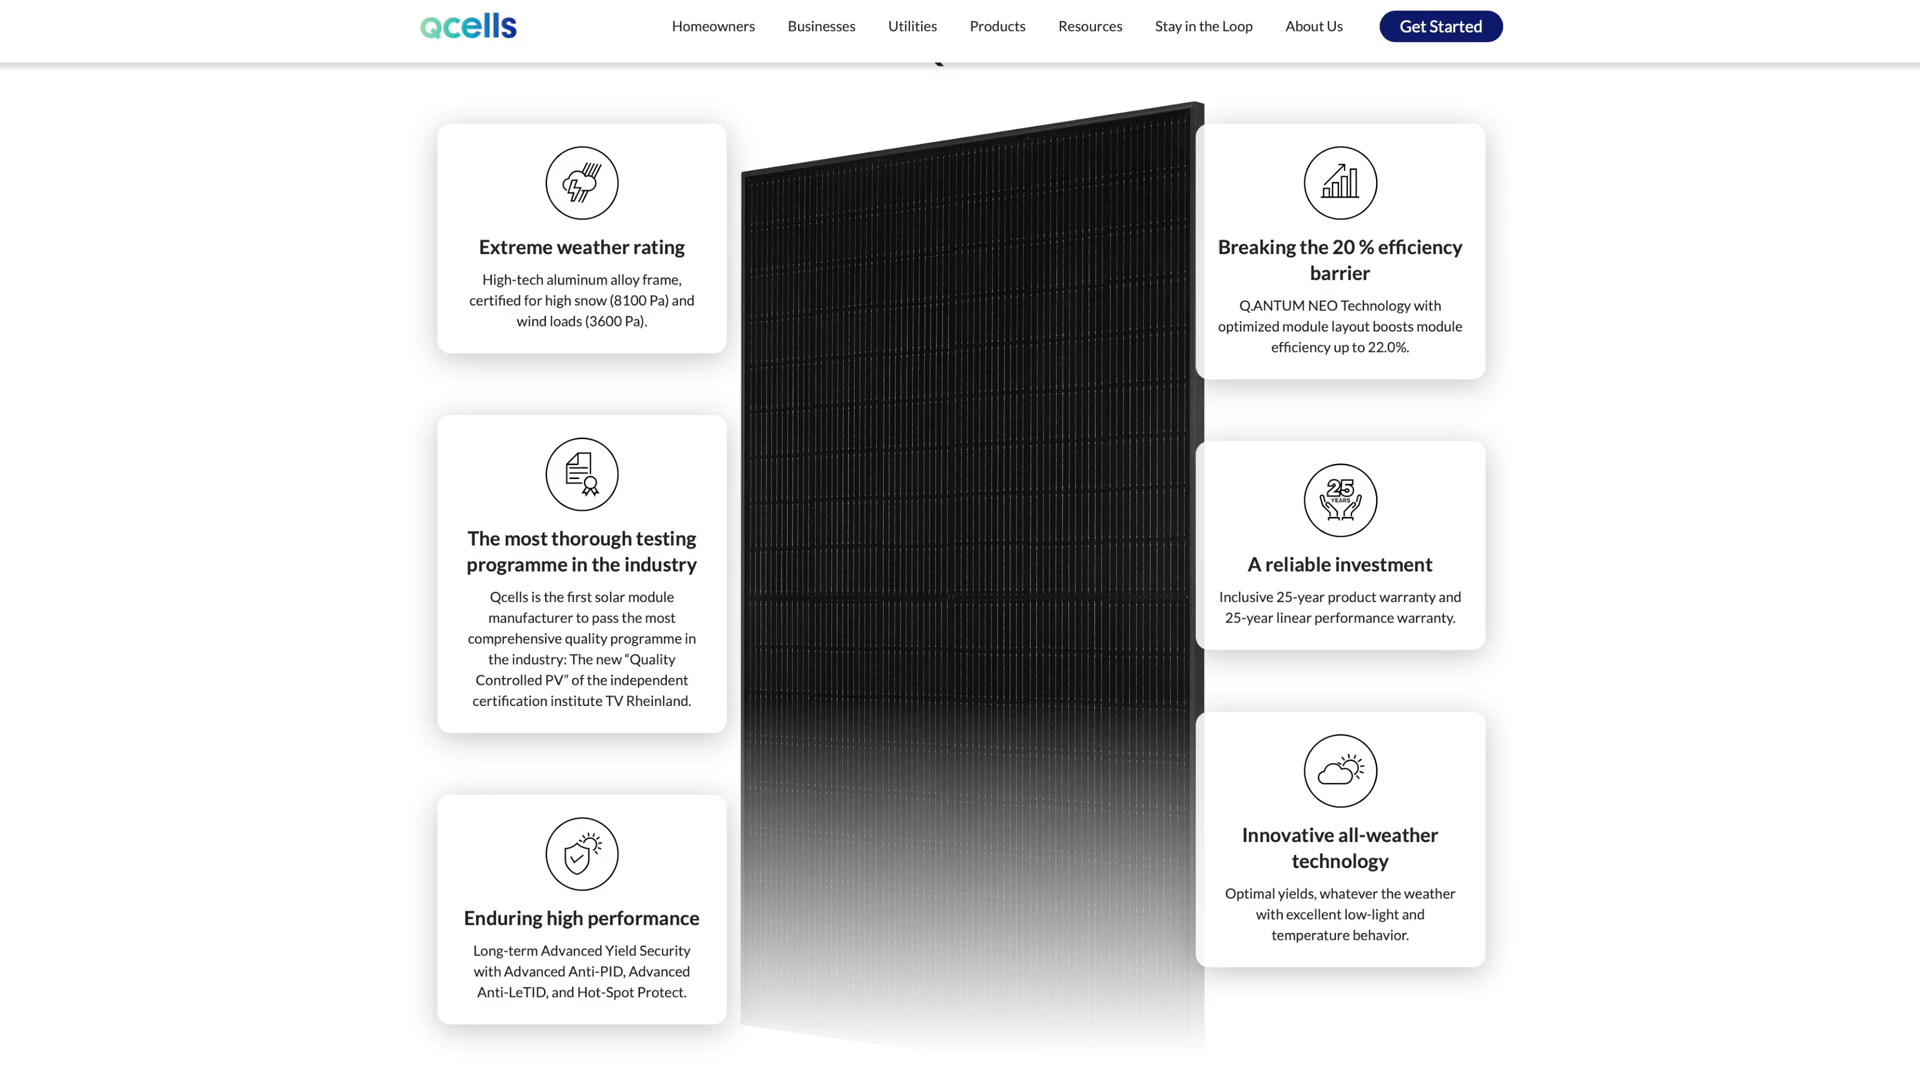 Qcells
Homeowners Businesses Utilities Products Resources Stay in the Loop About Us Get Started
Extreme weather rating
High-tech aluminum alloy frame,
certified for high snow (8100 Pa) and
wind loads (3600 Pa).
The most thorough testing
programme in the industry
Qcells is the first solar module
manufacturer to pass the most
comprehensive quality programme in
the industry: The new “Quality
Controlled PV” of the independent
certification institute TV Rheinland.
Enduring high performance
Long-term Advanced Yield Security
with Advanced Anti-PID, Advanced
Anti-LeTID, and Hot-Spot Protect.
Breaking the 20 % efficiency
barrier
Q.ANTUM NEO Technology with
optimized module layout boosts module
efficiency up to 22.0%.
25
YEARS
A reliable investment
Inclusive 25-year product warranty and
25-year linear performance warranty.
Innovative all-weather
technology
Optimal yields, whatever the weather
with excellent low-light and
temperature behavior.